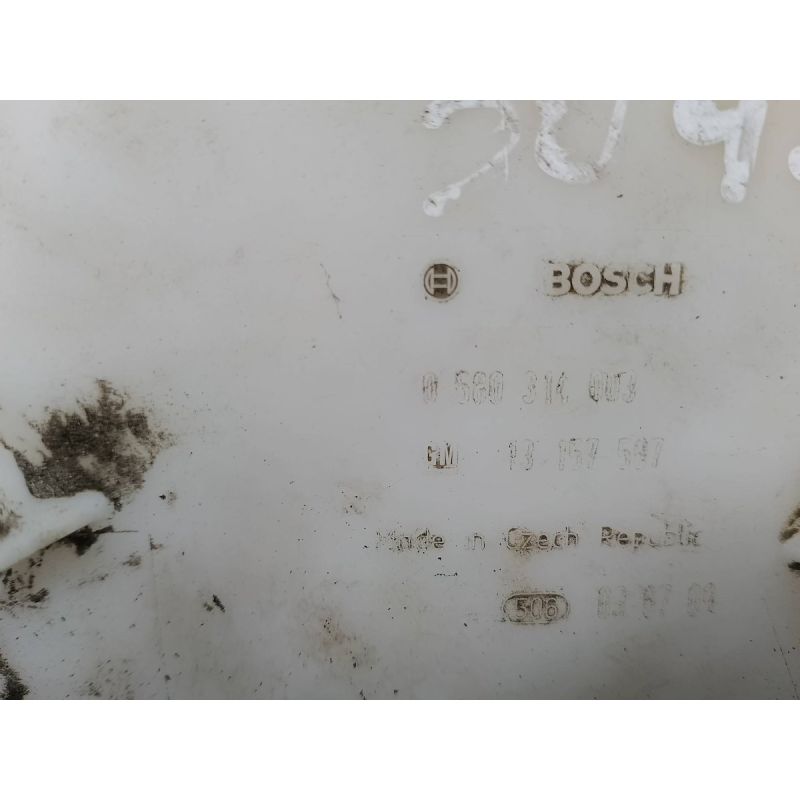 BOSCH
0 580 314 003
GM 13 157 597
Made in Czech Republic
506